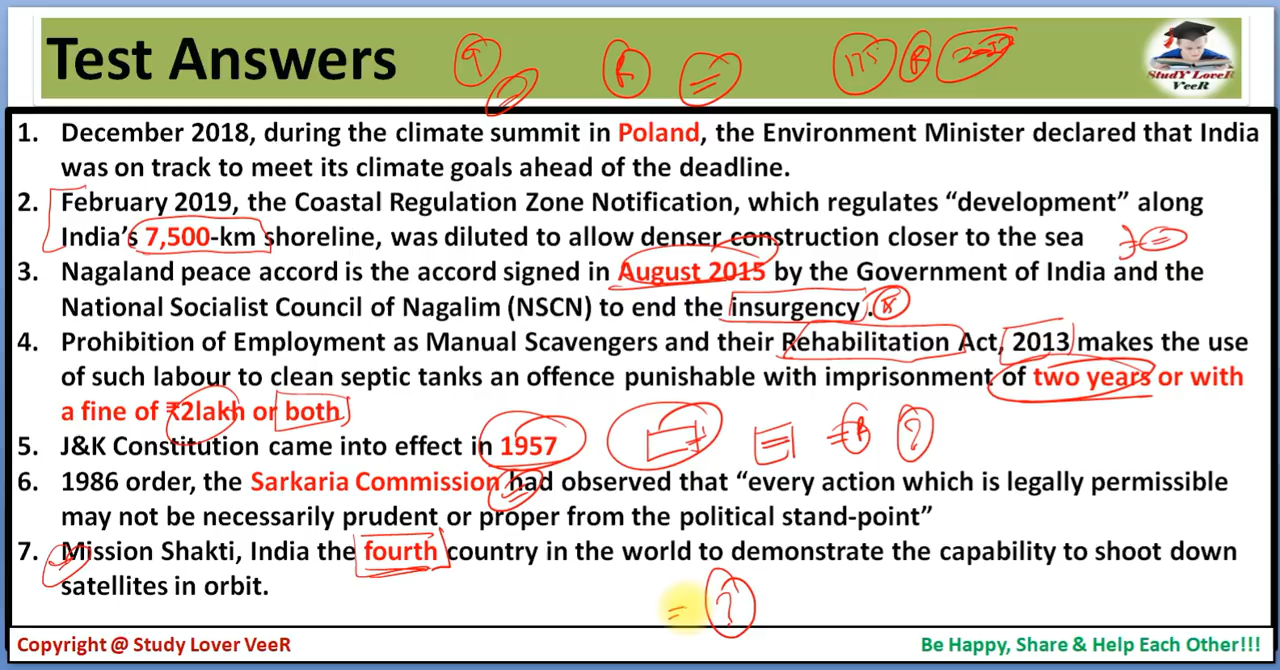 Test Answers
StudY LoveR
VeeR
1. December 2018, during the climate summit in Poland, the Environment Minister declared that India
was on track to meet its climate goals ahead of the deadline.
2. February 2019, the Coastal Regulation Zone Notification, which regulates “development” along
India’s 7,500-km shoreline, was diluted to allow denser construction closer to the sea
3. Nagaland peace accord is the accord signed in August 2015 by the Government of India and the
National Socialist Council of Nagalim (NSCN) to end the insurgency.
4. Prohibition of Employment as Manual Scavengers and their Rehabilitation Act, 2013 makes the use
of such labour to clean septic tanks an offence punishable with imprisonment of two years or with
a fine of ₹2lakh or both
5. J&K Constitution came into effect in 1957
6. 1986 order, the Sarkaria Commission had observed that “every action which is legally permissible
may not be necessarily prudent or proper from the political stand-point”
7. Mission Shakti, India the fourth country in the world to demonstrate the capability to shoot down
satellites in orbit.
Copyright @ Study Lover VeeR
Be Happy, Share & Help Each Other!!!